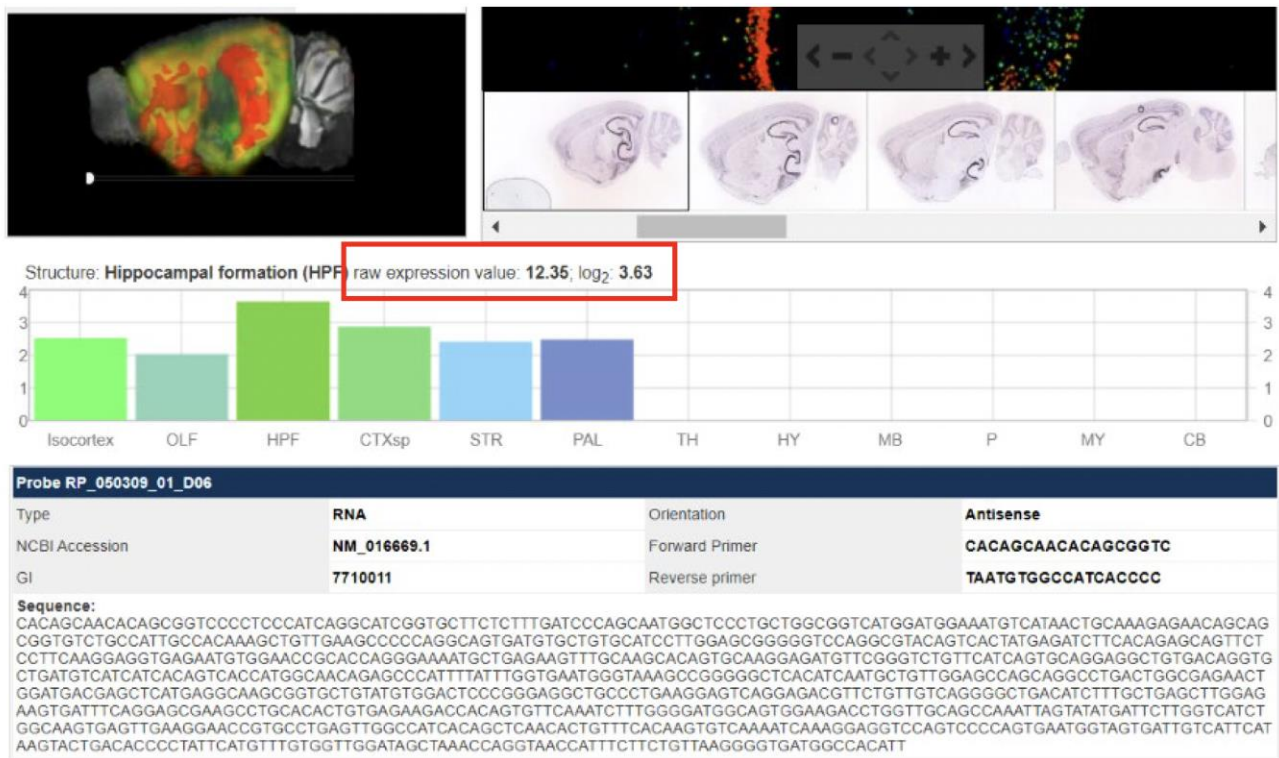 Structure: Hippocampal formation (HPF) raw expression value: 12.35; log2: 3.63
4 4
3 3
2 2
1 1
0 0
Isocortex OLF HPF CTXsp STR PAL TH HY MB P MY CB
Probe RP_050309_01_D06
Type RNA Orientation Antisense
NCBI Accession NM_016669.1 Forward Primer CACAGCAACACAGCGGTC
GI 7710011 Reverse primer TAATGTGGCCATCACCCC
Sequence:
CACAGCAACACAGCGGTCCCCTCCCATCAGGCATCGGTGCTTCTCTTTGATCCCAGCAATGGCTCCCTGCTGGCGGTCATGGATGGAAATGTCATAACTGCAAAGAGAACAGCAG
CGGTGTCTGCCATTGCCACAAAGCTGTTGAAGCCCCCAGGCAGTGATGTGCTGTGCATCCTTGGAGCGGGGGTCCAGGCGTACAGTCACTATGAGATCTTCACAGAGCAGTTCT
CCTTCAAGGAGGTGAGAATGTGGAACCGCACCAGGGAAAATGCTGAGAAGTTTGCAAGCACAGTGCAAGGAGATGTTCGGGTCTGTTCATCAGTGCAGGAGGCTGTGACAGGTG
CTGATGTCATCATCACAGTCACCATGGCAACAGAGCCCATTTTATTTGGTGAATGGGTAAAGCCGGGGGCTCACATCAATGCTGTTGGAGCCAGCAGGCCTGACTGGCGAGAACT
GGATGACGAGCTCATGAGGCAAGCGGTGCTGTATGTGGACTCCCGGGAGGCTGCCCTGAAGGAGTCAGGAGACGTTCTGTTGTCAGGGGCTGACATCTTTGCTGAGCTTGGAG
AAGTGATTTCAGGAGCGAAGCCTGCACACTGTGAGAAGACCACAGTGTTCAAATCTTTGGGGATGGCAGTGGAAGACCTGGTTGCAGCCAAATTAGTATATGATTCTTGGTCATCT
GGCAAGTGAGTTGAAGGAACCGTGCCTGAGTTGGCCATCACAGCTCAACACTGTTTCACAAGTGTCAAAATCAAAGGAGGTCCAGTCCCCAGTGAATGGTAGTGATTGTCATTCAT
AAGTACTGACACCCCTATTCATGTTTGTGGTTGGATAGCTAAACCAGGTAACCATTTCTTCTGTTAAGGGGTGATGGCCACATT